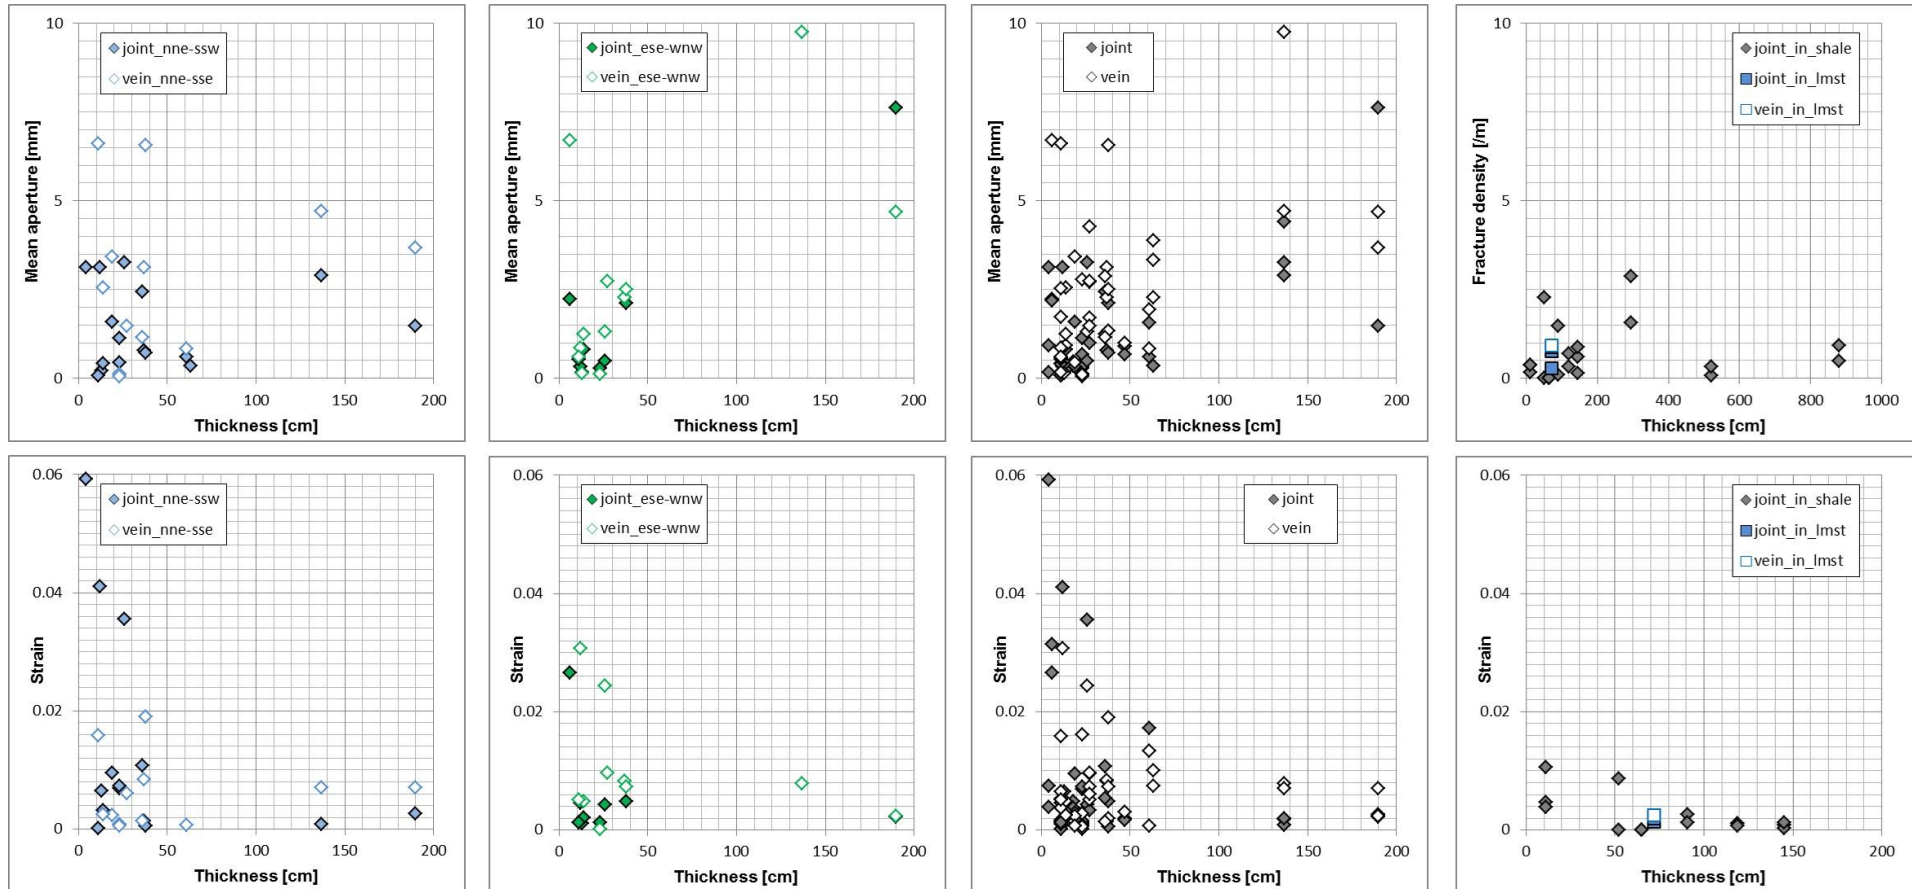 10
joint_nne-ssw
vein_nne-sse
5
0
0 50 100 150 200
Mean aperture [mm]
Thickness [cm]
10
joint_ese-wnw
vein_ese-wnw
5
0
0 50 100 150 200
Mean aperture [mm]
Thickness [cm]
10
joint
vein
5
0
0 50 100 150 200
Mean aperture [mm]
Thickness [cm]
10
joint_in_shale
joint_in_lmst
vein_in_lmst
5
0
0 200 400 600 800 1000
Fracture density [/m]
Thickness [cm]
0.06
joint_nne-ssw
vein_nne-sse
0.04
0.02
0
0 50 100 150 200
Strain
Thickness [cm]
0.06
joint_ese-wnw
vein_ese-wnw
0.04
0.02
0
0 50 100 150 200
Strain
Thickness [cm]
0.06
joint
vein
0.04
0.02
0
0 50 100 150 200
Strain
Thickness [cm]
0.06
joint_in_shale
joint_in_lmst
vein_in_lmst
0.04
0.02
0
0 50 100 150 200
Strain
Thickness [cm]